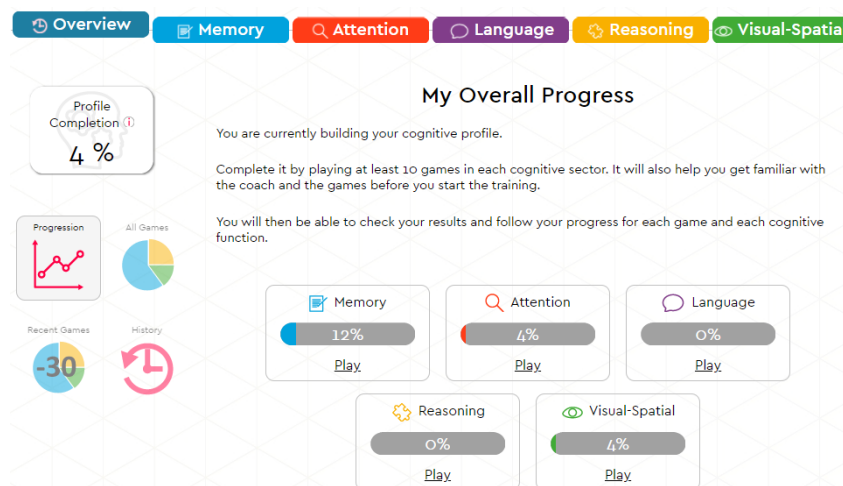 Overview
Memory
Attention
Language
Reasoning
Visual-Spatia
Profile
Completion i
4 %
My Overall Progress
You are currently building your cognitive profile.
Complete it by playing at least 10 games in each cognitive sector. It will also help you get familiar with
the coach and the games before you start the training.
You will then be able to check your results and follow your progress for each game and each cognitive
function.
Progression
All Games
Recent Games
-30
History
Memory
12%
Play
Attention
4%
Play
Language
0%
Play
Reasoning
0%
Play
Visual-Spatial
4%
Play